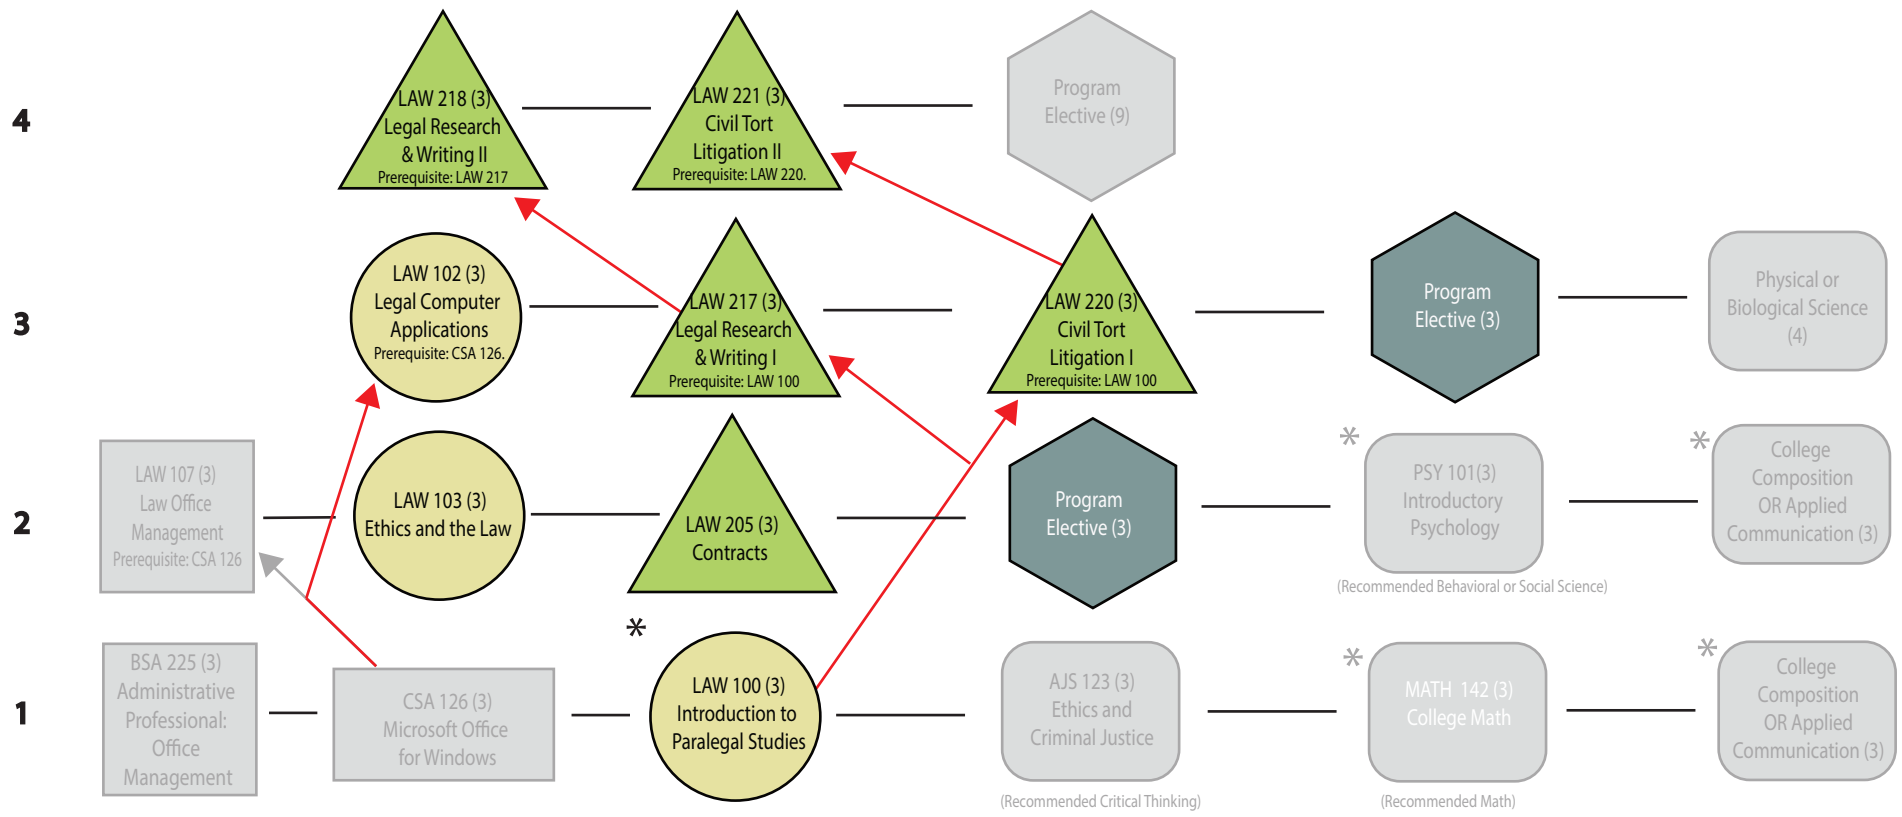 4
LAW 218 (3)
Legal Research
& Writing II
Prerequisite: LAW 217
LAW 221 (3)
Civil Tort
Litigation II
Prerequisite: LAW 220.
Program
Elective (9)
3
LAW 102 (3)
Legal Computer
Applications
Prerequisite: CSA 126.
LAW 217 (3)
Legal Research
& Writing I
Prerequisite: LAW 100
LAW 220 (3)
Civil Tort
Litigation I
Prerequisite: LAW 100
Program
Elective (3)
Physical or
Biological Science
(4)
2
LAW 107 (3)
Law Office
Management
Prerequisite: CSA 126
LAW 103 (3)
Ethics and the Law
LAW 205 (3)
Contracts
Program
Elective (3)
*
PSY 101(3)
Introductory
Psychology
(Recommended Behavioral or Social Science)
*
College
Composition
OR Applied
Communication (3)
1
BSA 225 (3)
Administrative
Professional:
Office
Management
CSA 126 (3)
Microsoft Office
for Windows
*
LAW 100 (3)
Introduction to
Paralegal Studies
AJS 123 (3)
Ethics and
Criminal Justice
(Recommended Critical Thinking)
*
MATH 142 (3)
College Math
(Recommended Math)
*
College
Composition
OR Applied
Communication (3)